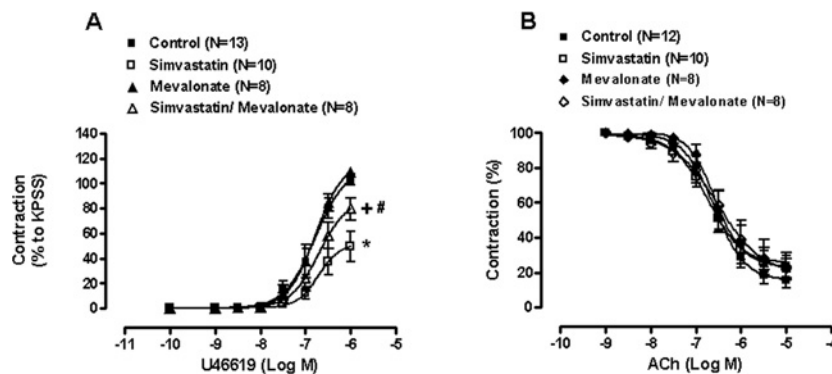 A
Control (N=13)
Simvastatin (N=10)
Mevalonate (N=8)
Simvastatin/ Mevalonate (N=8)
140
120
100
80
60
40
20
0
Contraction
(% to KPSS)
+ #
*
-11 -10 -9 -8 -7 -6 -5
U46619 (Log M)
B
Control (N=12)
Simvastatin (N=10)
Mevalonate (N=8)
Simvastatin/ Mevalonate (N=8)
100
80
60
40
20
0
Contraction (%)
-10 -9 -8 -7 -6 -5 -4
ACh (Log M)